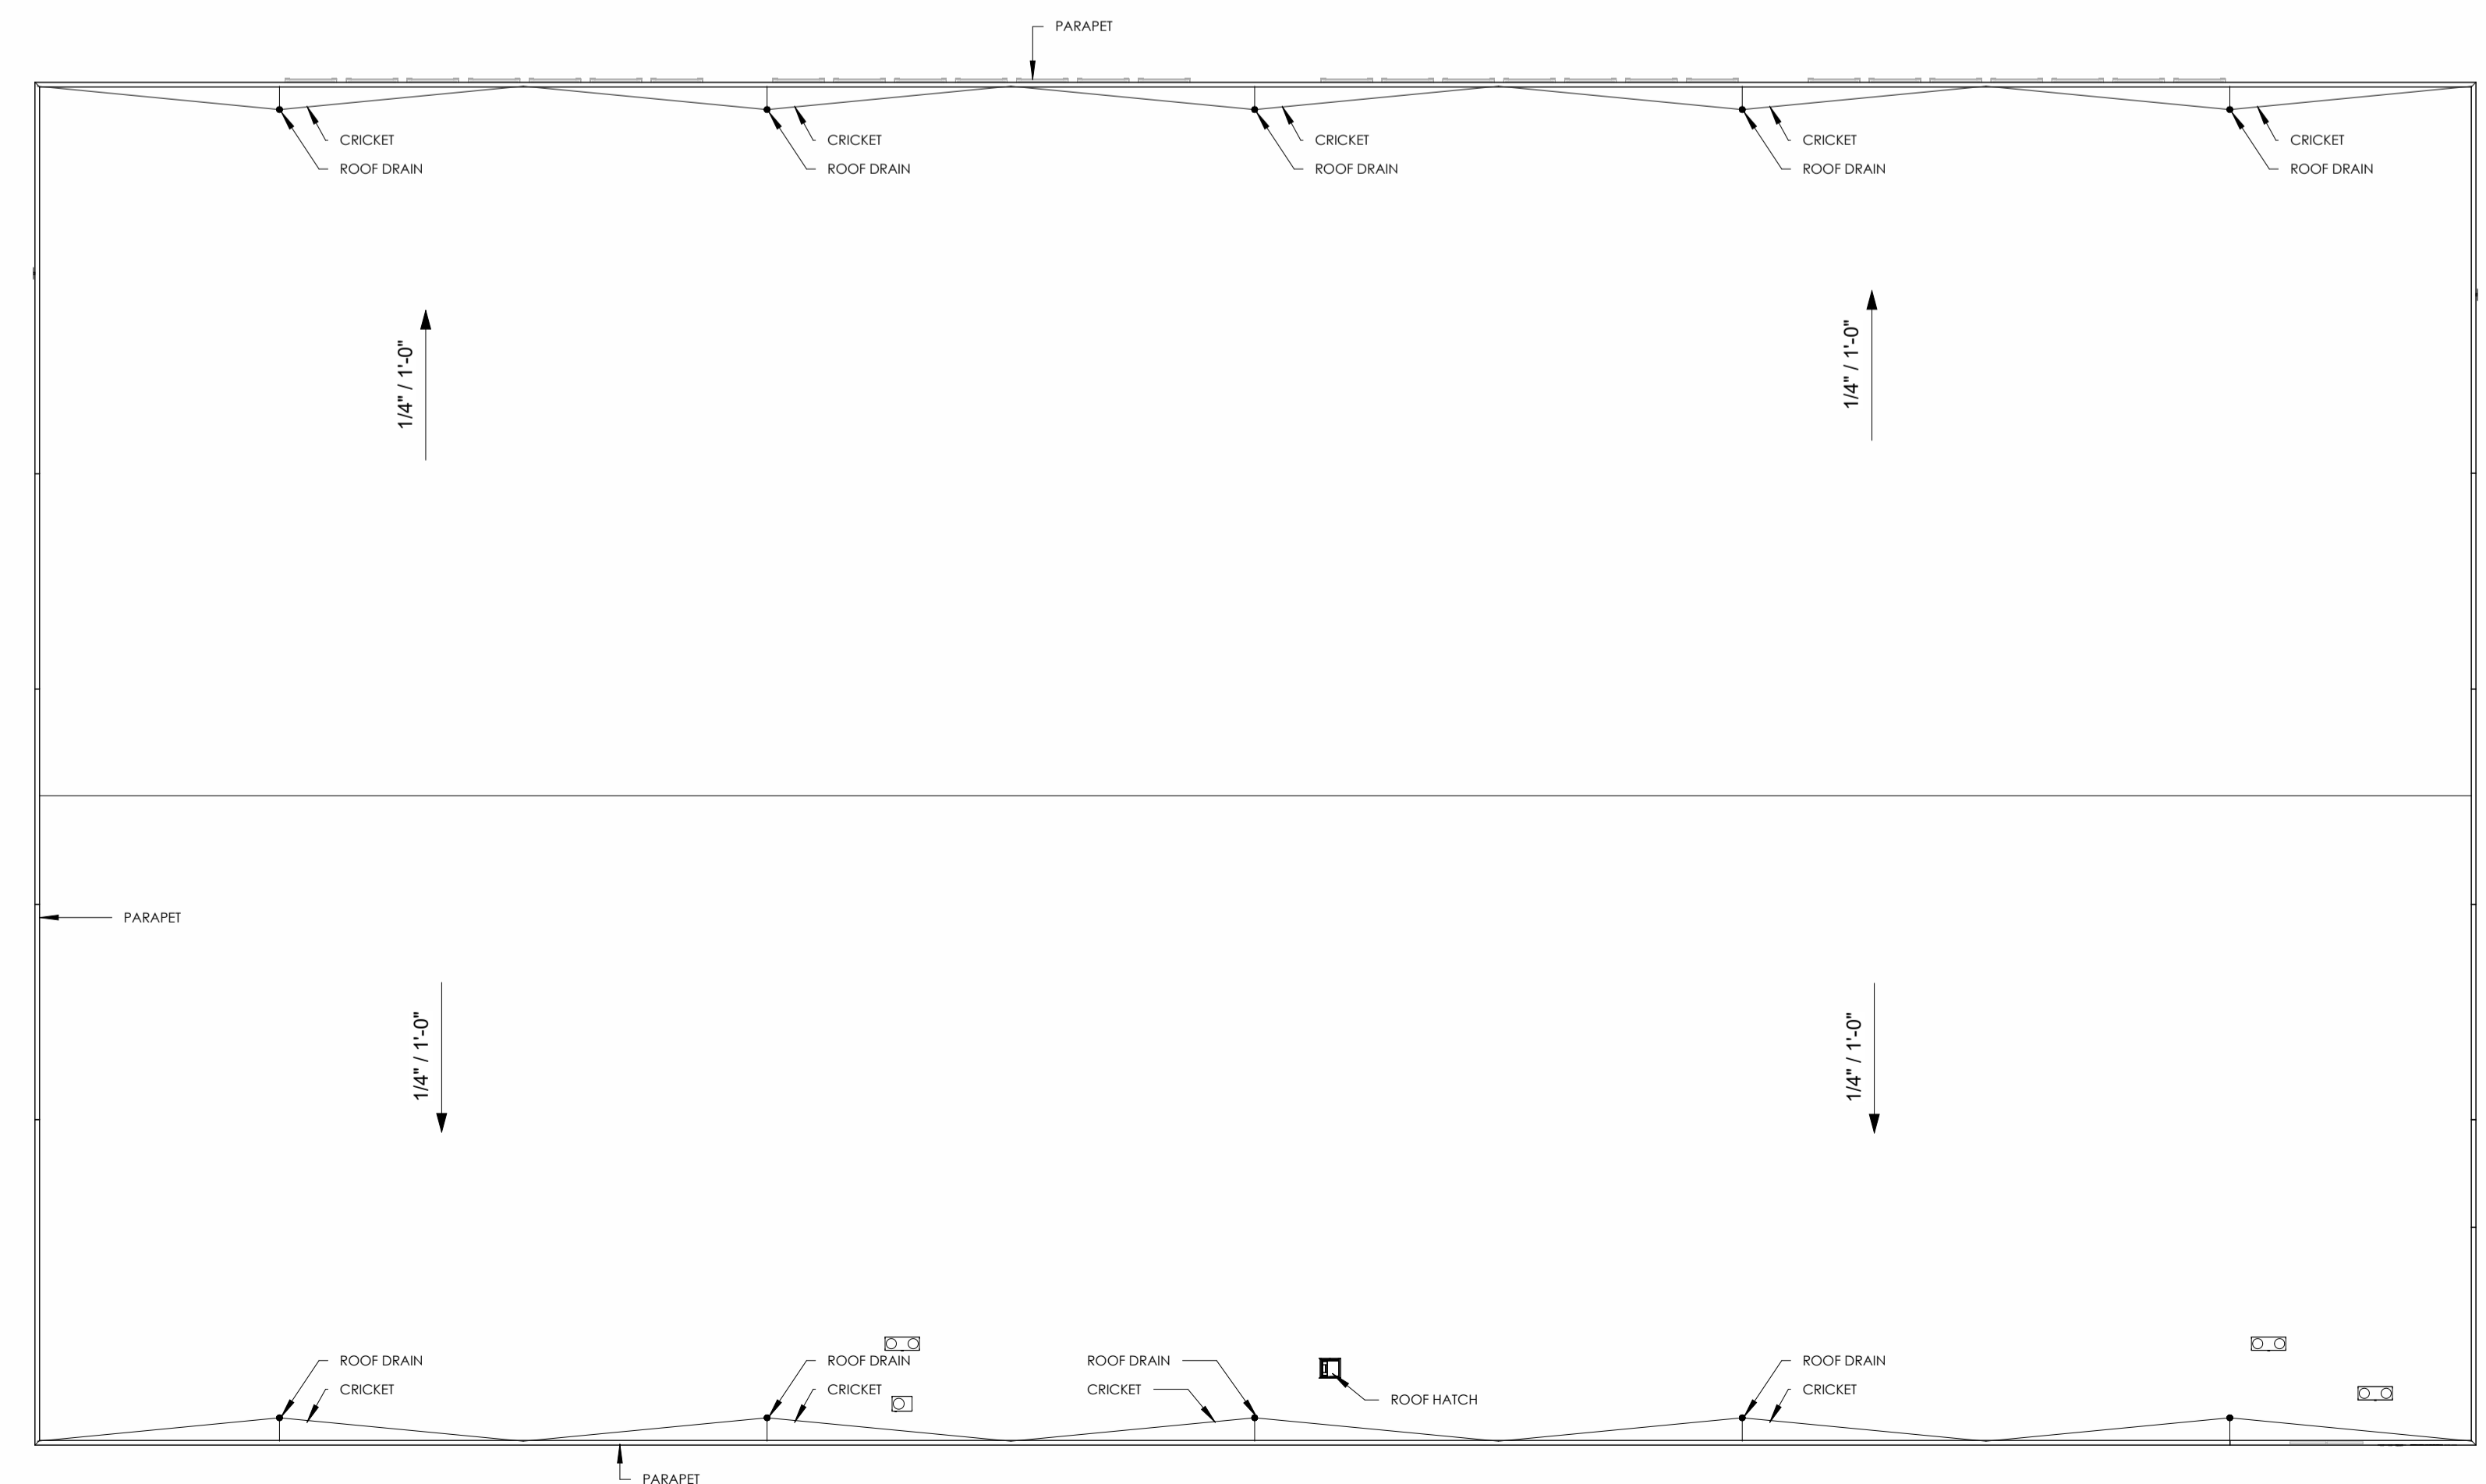 PARAPET
CRICKET
CRICKET
CRICKET
CRICKET
CRICKET
ROOF DRAIN
ROOF DRAIN
ROOF DRAIN
ROOF DRAIN
ROOF DRAIN
1/4" / 1'-0"
1/4" / 1'-0"
PARAPET
1/4" / 1'-0"
1/4" / 1'-0"
ROOF DRAIN
ROOF DRAIN
ROOF DRAIN
ROOF DRAIN
CRICKET
CRICKET
CRICKET
CRICKET
ROOF HATCH
PARAPET